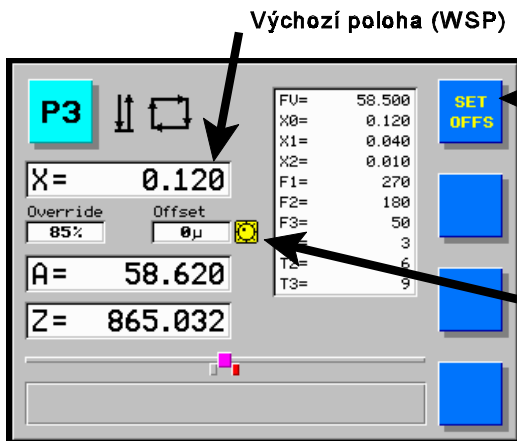 Výchozí poloha (WSP)
P3
X= 0.120
Override Offset
85% 0µ
A= 58.620
Z= 865.032
FV= 58.500
X0= 0.120
X1= 0.040
X2= 0.010
F1= 270
F2= 180
F3= 50
3
T2= 6
T3= 9
SET
OFFS